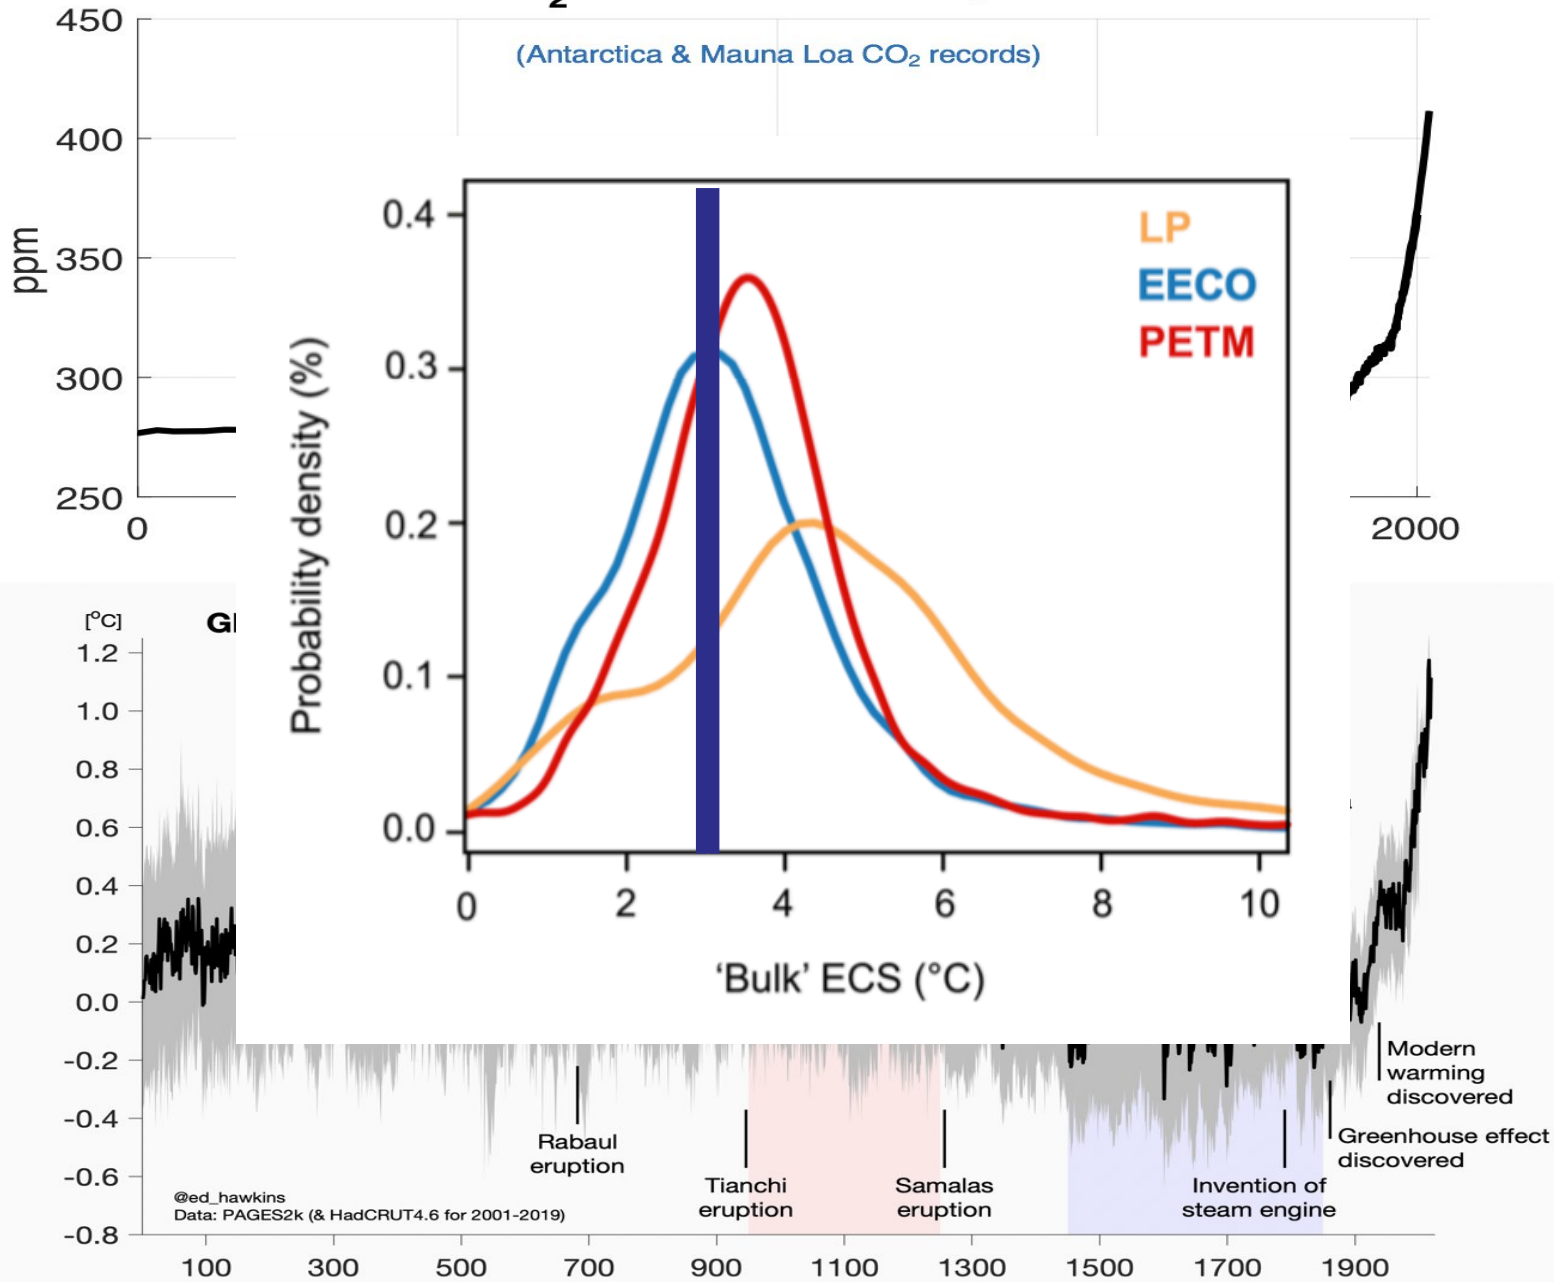 2
(Antarctica & Mauna Loa CO₂ records)
450
400
350
300
250
ppm
0
2000
0.4
0.3
0.2
0.1
0.0
Probability density (%)
LP
EECO
PETM
0 2 4 6 8 10
‘Bulk’ ECS (°C)
[°C]
1.2
1.0
0.8
0.6
0.4
0.2
0.0
-0.2
-0.4
-0.6
-0.8
Rabaul
eruption
Tianchi
eruption
Samalas
eruption
Invention of
steam engine
Modern
warming
discovered
Greenhouse effect
discovered
@ed_hawkins
Data: PAGES2k (& HadCRUT4.6 for 2001-2019)
100 300 500 700 900 1100 1300 1500 1700 1900